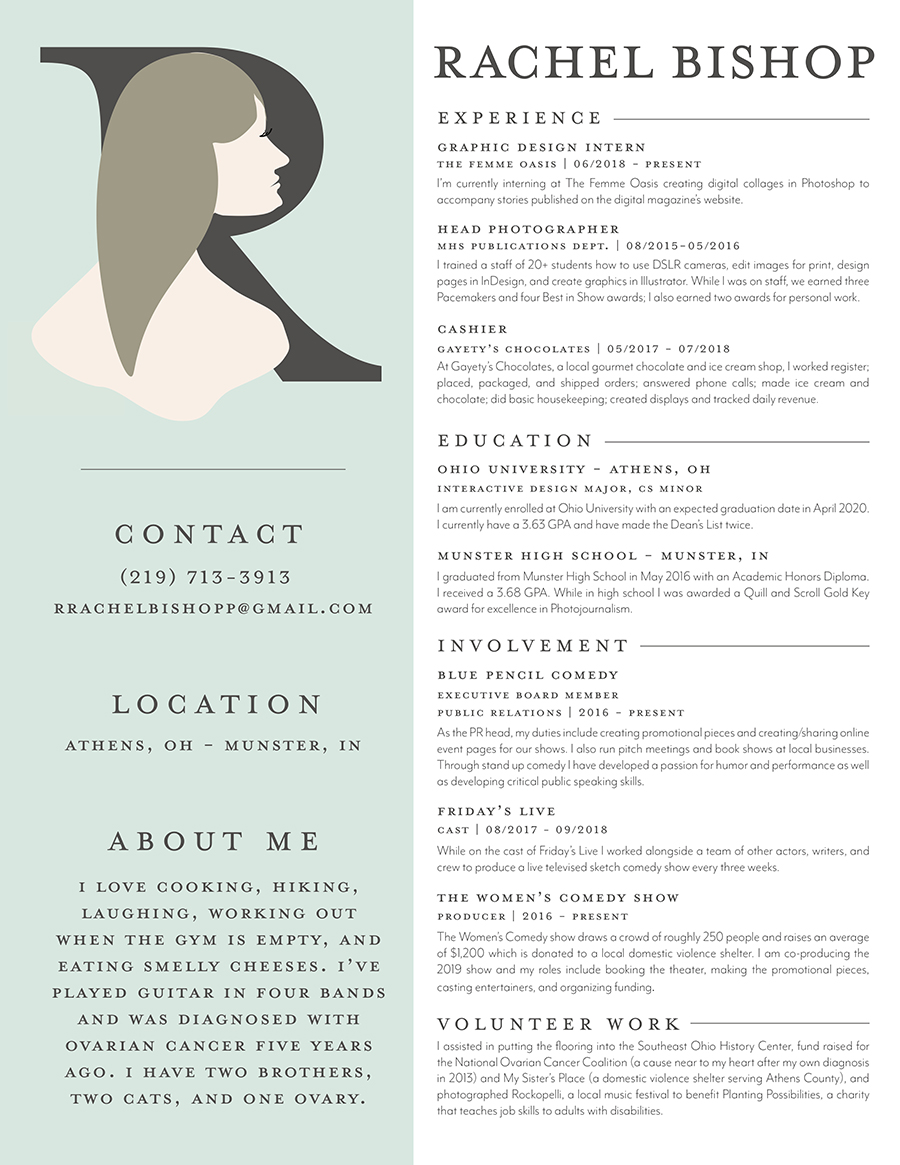 R
CONTACT
(219) 713-3913
RRACHELBISHOPP@GMAIL.COM
LOCATION
ATHENS, OH – MUNSTER, IN
ABOUT ME
I LOVE COOKING, HIKING,
LAUGHING, WORKING OUT
WHEN THE GYM IS EMPTY, AND
EATING SMELLY CHEESES. I'VE
PLAYED GUITAR IN FOUR BANDS
AND WAS DIAGNOSED WITH
OVARIAN CANCER FIVE YEARS
AGO. I HAVE TWO BROTHERS,
TWO CATS, AND ONE OVARY.
RACHEL BISHOP
EXPERIENCE
GRAPHIC DESIGN INTERN
THE FEMME OASIS | 06/2018 – PRESENT
I'm currently interning at The Femme Oasis creating digital collages in Photoshop to
accompany stories published on the digital magazine's website.
HEAD PHOTOGRAPHER
MHS PUBLICATIONS DEPT. | 08/2015–05/2016
I trained a staff of 20+ students how to use DSLR cameras, edit images for print, design
pages in InDesign, and create graphics in Illustrator. While I was on staff, we earned three
Pacemakers and four Best in Show awards; I also earned two awards for personal work.
CASHIER
GAYETY'S CHOCOLATES | 05/2017 – 07/2018
At Gayety's Chocolates, a local gourmet chocolate and ice cream shop, I worked register;
placed, packaged, and shipped orders; answered phone calls; made ice cream and
chocolate; did basic housekeeping; created displays and tracked daily revenue.
EDUCATION
OHIO UNIVERSITY – ATHENS, OH
INTERACTIVE DESIGN MAJOR, CS MINOR
I am currently enrolled at Ohio University with an expected graduation date in April 2020.
I currently have a 3.63 GPA and have made the Dean's List twice.
MUNSTER HIGH SCHOOL – MUNSTER, IN
I graduated from Munster High School in May 2016 with an Academic Honors Diploma.
I received a 3.68 GPA. While in high school I was awarded a Quill and Scroll Gold Key
award for excellence in Photojournalism.
INVOLVEMENT
BLUE PENCIL COMEDY
EXECUTIVE BOARD MEMBER
PUBLIC RELATIONS | 2016 – PRESENT
As the PR head, my duties include creating promotional pieces and creating/sharing online
event pages for our shows. I also run pitch meetings and book shows at local businesses.
Through stand up comedy I have developed a passion for humor and performance as well
as developing critical public speaking skills.
FRIDAY'S LIVE
CAST | 08/2017 – 09/2018
While on the cast of Friday's Live I worked alongside a team of other actors, writers, and
crew to produce a live televised sketch comedy show every three weeks.
THE WOMEN'S COMEDY SHOW
PRODUCER | 2016 – PRESENT
The Women's Comedy show draws a crowd of roughly 250 people and raises an average
of $1,200 which is donated to a local domestic violence shelter. I am co-producing the
2019 show and my roles include booking the theater, making the promotional pieces,
casting entertainers, and organizing funding.
VOLUNTEER WORK
I assisted in putting the flooring into the Southeast Ohio History Center, fund raised for
the National Ovarian Cancer Coalition (a cause near to my heart after my own diagnosis
in 2013) and My Sister's Place (a domestic violence shelter serving Athens County), and
photographed Rockopelli, a local music festival to benefit Planting Possibilities, a charity
that teaches job skills to adults with disabilities.